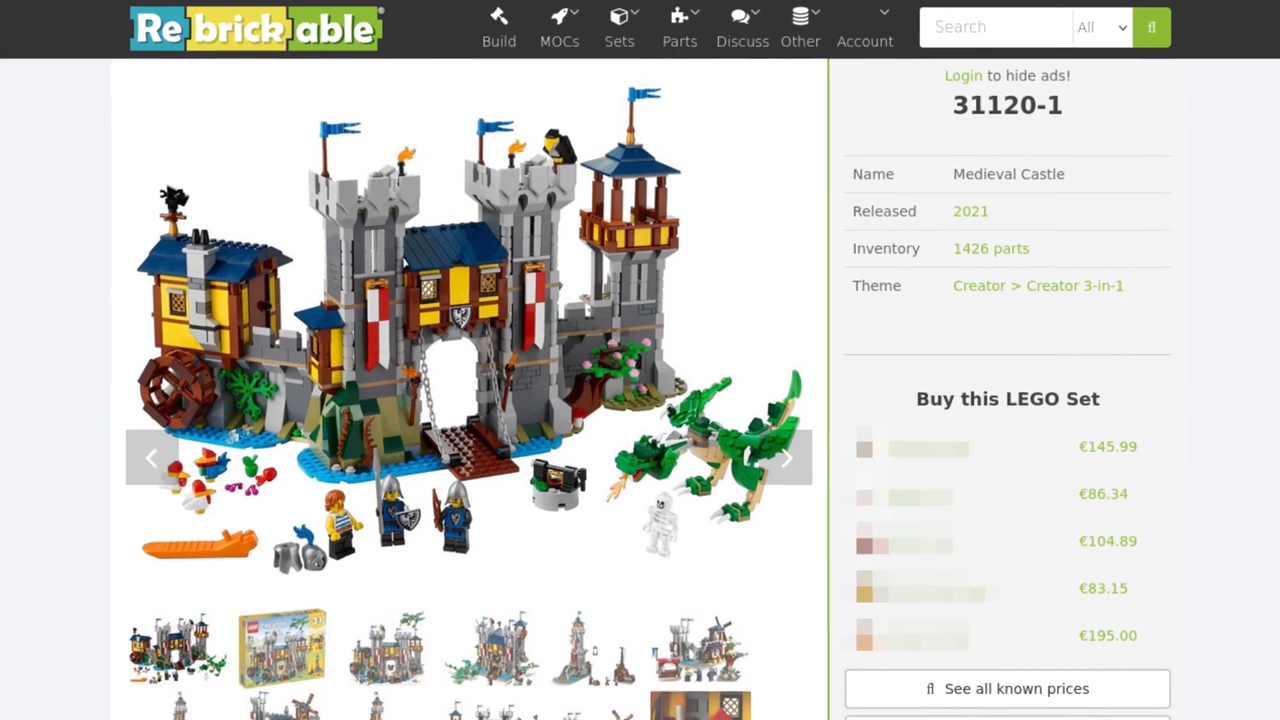 Rebrickable®
Build
MOCs
Sets
Parts
Discuss
Other
Account
Search
All
Login to hide ads!
31120-1
Name Medieval Castle
Released 2021
Inventory 1426 parts
Theme Creator > Creator 3-in-1
Buy this LEGO Set
€145.99
€86.34
€104.89
€83.15
€195.00
See all known prices